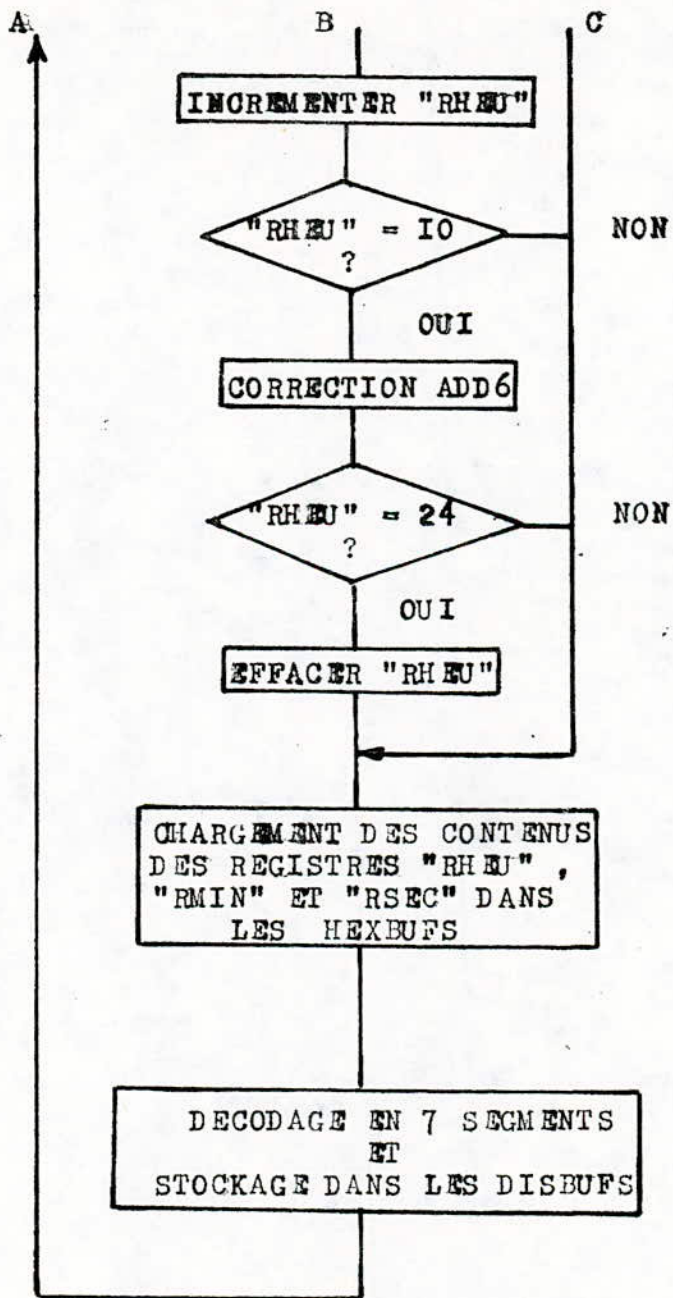 A B C
INCREMENTER "RHEU"
"RHEU" = IO
?
NON
OUI
CORRECTION ADD6
"RHEU" = 24
?
NON
OUI
EFFACER "RHEU"
CHARGEMENT DES CONTENUS
DES REGISTRES "RHEU",
"RMIN" ET "RSEC" DANS
LES HEXBUFS
DECODAGE EN 7 SEGMENTS
ET
STOCKAGE DANS LES DISBUFS